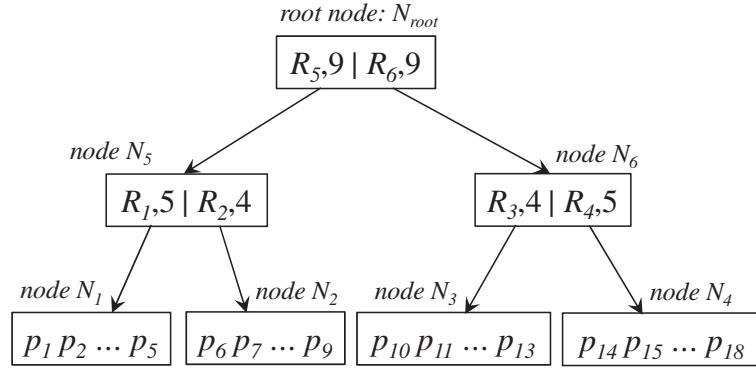 root node: N_root
R_5,9 | R_6,9
node N_5
node N_6
R_1,5 | R_2,4
R_3,4 | R_4,5
node N_1
node N_2
node N_3
node N_4
p_1 p_2 ... p_5
p_6 p_7 ... p_9
p_10 p_11 ... p_13
p_14 p_15 ... p_18